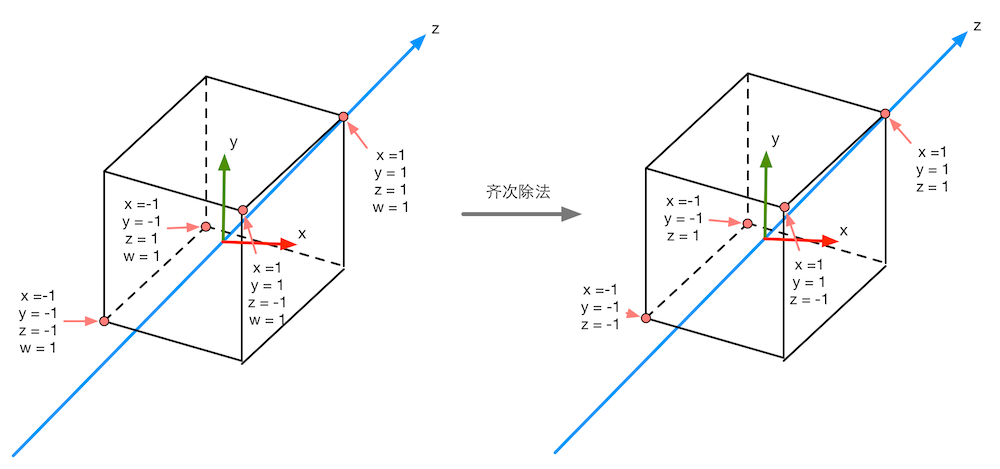 z
y
x
x =1
y = 1
z = 1
w = 1
x =-1
y = -1
z = 1
w = 1
x =1
y = 1
z = -1
w = 1
x =-1
y = -1
z = -1
w = 1
齐次除法
z
y
x
x =1
y = 1
z = 1
x =-1
y = -1
z = 1
x =1
y = 1
z = -1
x =-1
y = -1
z = -1